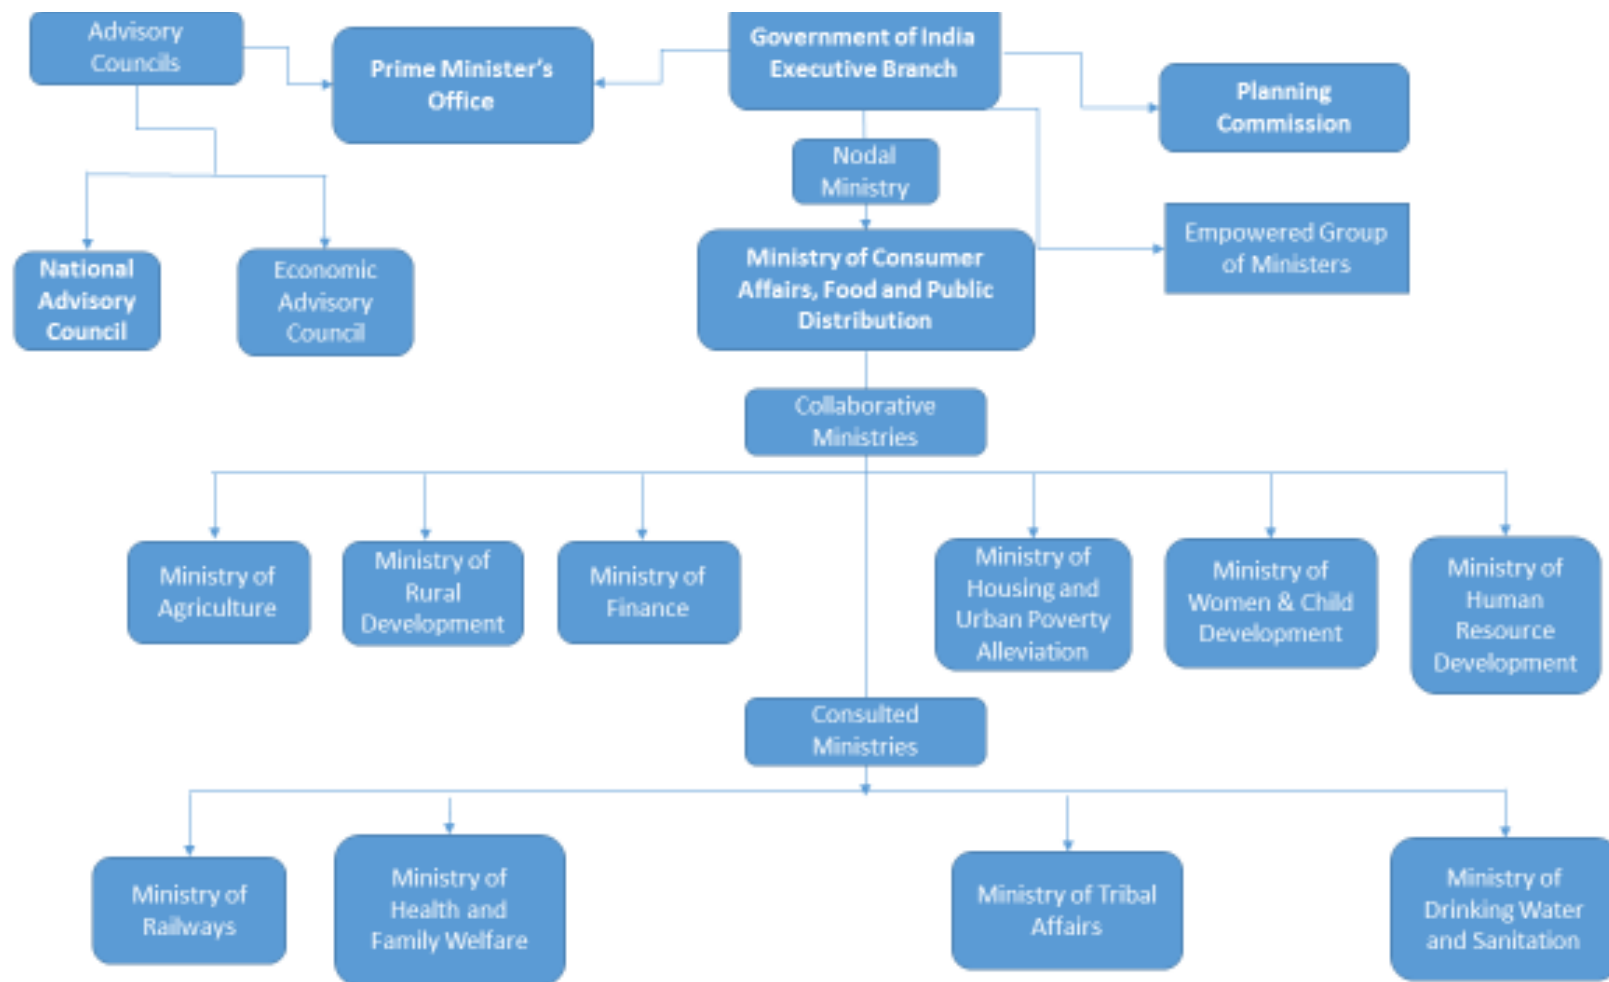 Advisory
Councils
Prime Minister's
Office
Government of India
Executive Branch
Planning
Commission
Nodal
Ministry
Empowered Group
of Ministers
National
Advisory
Council
Economic
Advisory
Council
Ministry of Consumer
Affairs, Food and Public
Distribution
Collaborative
Ministries
Ministry of
Agriculture
Ministry of
Rural
Development
Ministry of
Finance
Ministry of
Housing and
Urban Poverty
Alleviation
Ministry of
Women & Child
Development
Ministry of
Human
Resource
Development
Consulted
Ministries
Ministry of
Railways
Ministry of
Health and
Family Welfare
Ministry of Tribal
Affairs
Ministry of
Drinking Water
and Sanitation